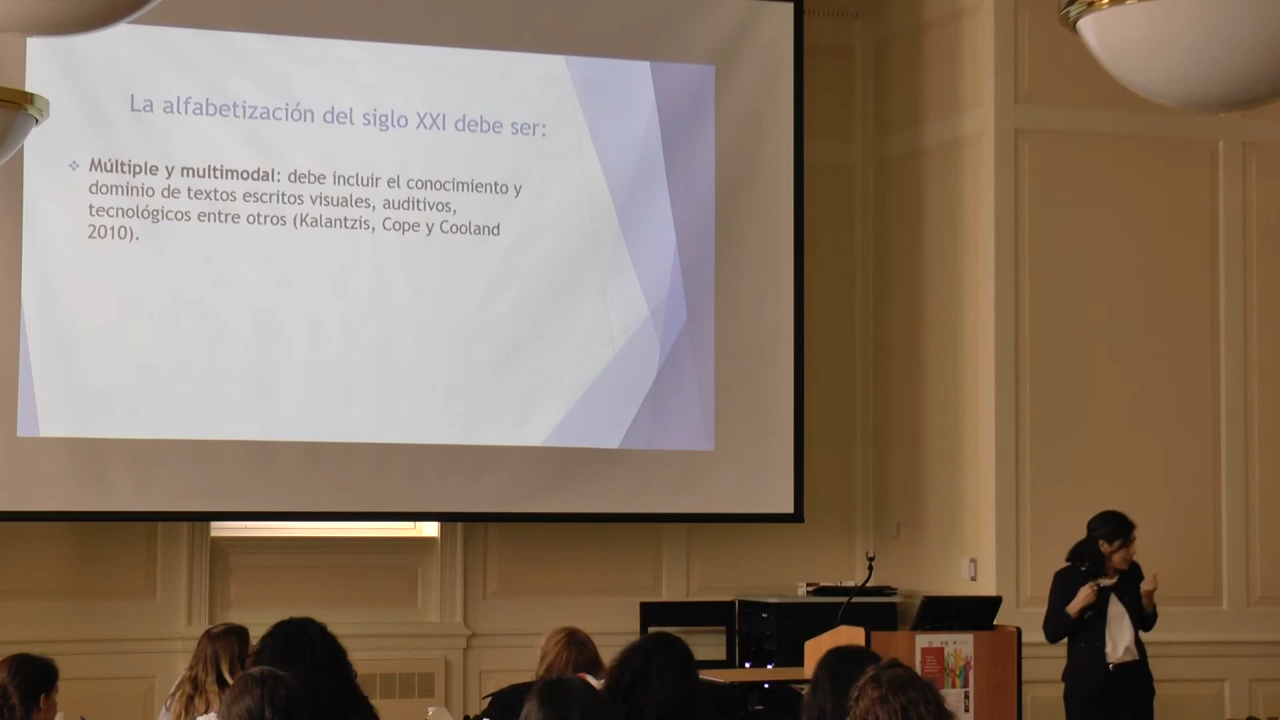 La alfabetización del siglo XXI debe ser:
Múltiple y multimodal: debe incluir el conocimiento y
dominio de textos escritos visuales, auditivos,
tecnológicos entre otros (Kalantzis, Cope y Cooland
2010).